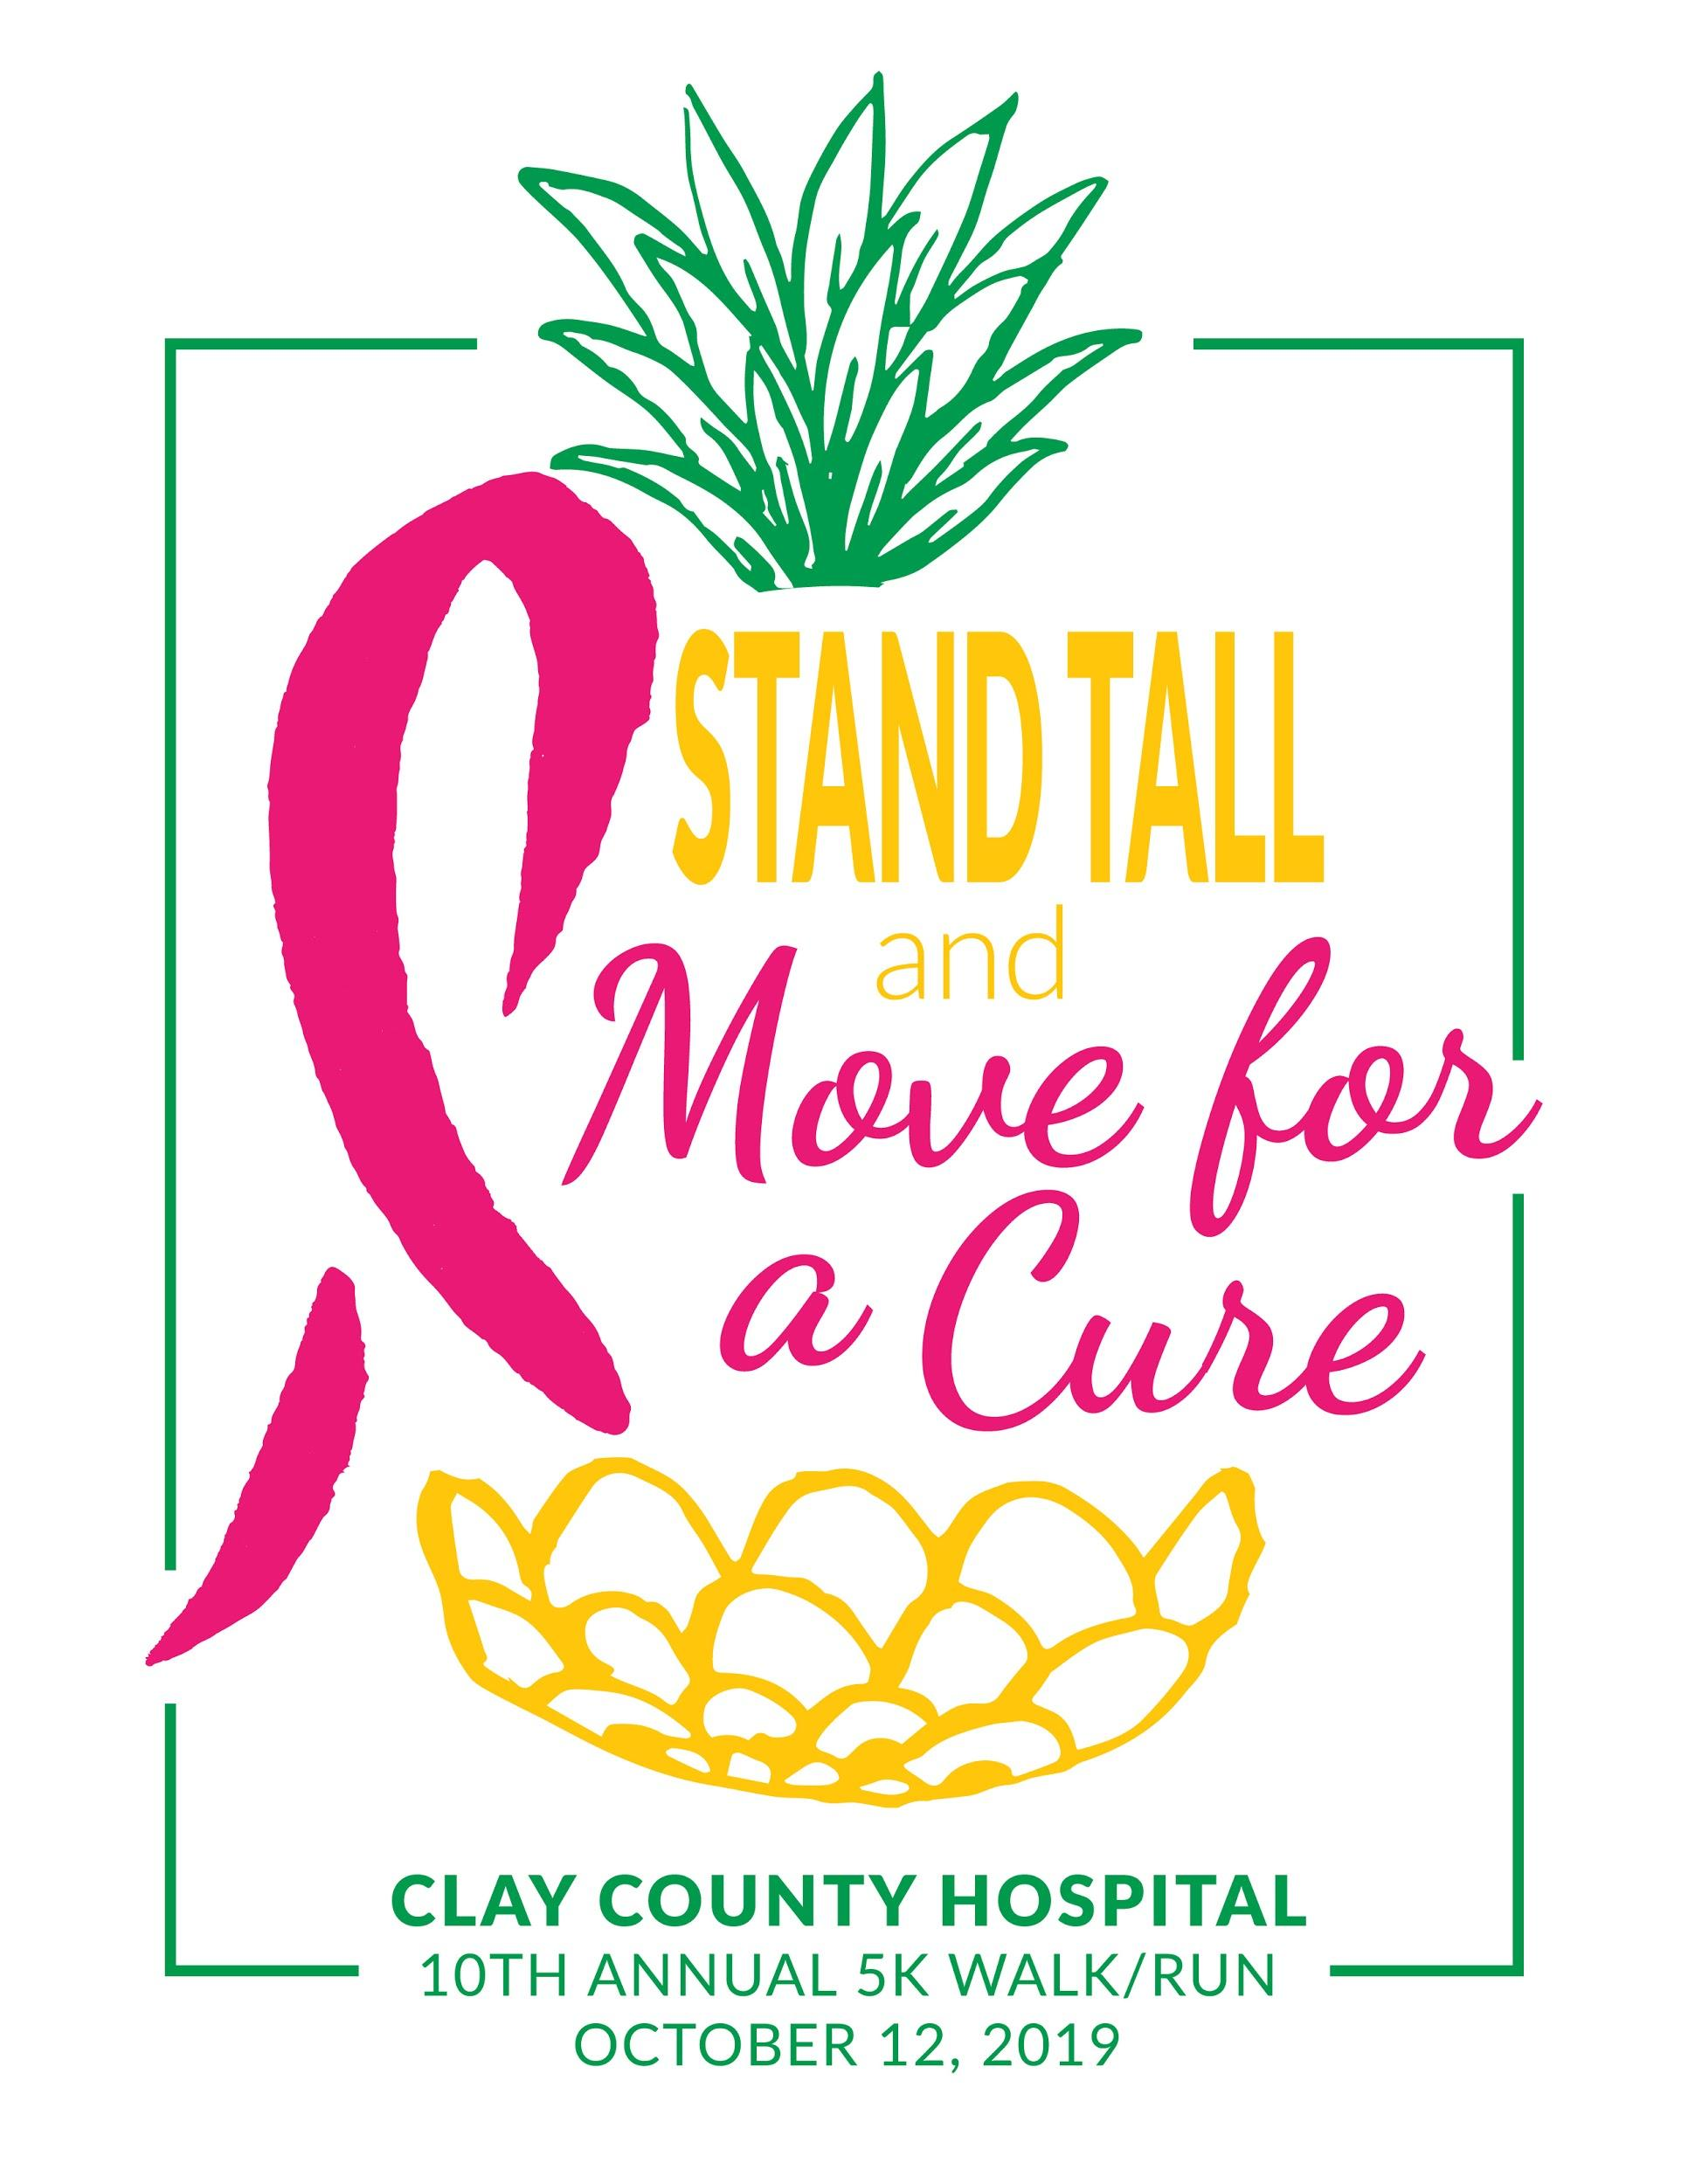 STAND TALL
and
Move for
a Cure
CLAY COUNTY HOSPITAL
10TH ANNUAL 5K WALK/RUN
OCTOBER 12, 2019